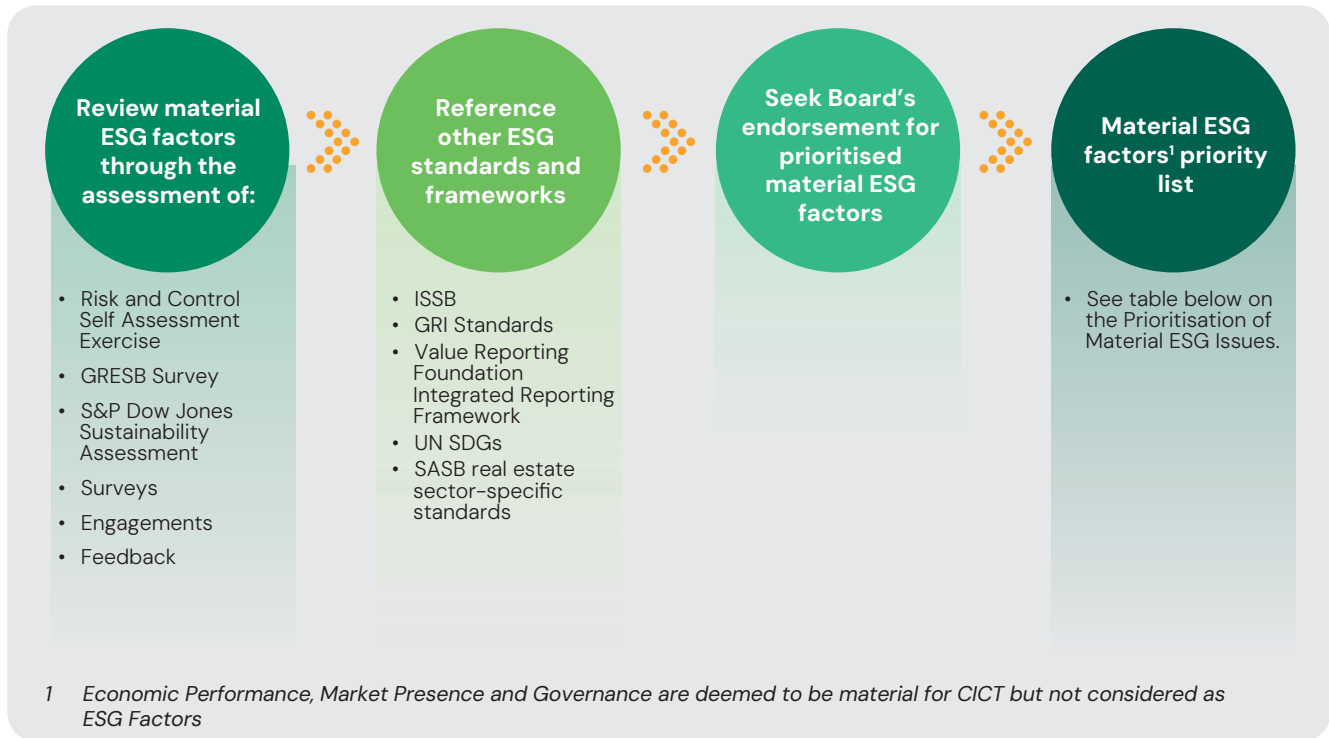 Review material
ESG factors
through the
assessment of:
• Risk and Control
Self Assessment
Exercise
• GRESB Survey
• S&P Dow Jones
Sustainability
Assessment
• Surveys
• Engagements
• Feedback
Reference
other ESG
standards and
frameworks
• ISSB
• GRI Standards
• Value Reporting
Foundation
Integrated Reporting
Framework
• UN SDGs
• SASB real estate
sector-specific
standards
Seek Board's
endorsement for
prioritised
material ESG
factors
Material ESG
factors¹ priority
list
• See table below on
the Prioritisation of
Material ESG Issues.
1 Economic Performance, Market Presence and Governance are deemed to be material for CICT but not considered as
ESG Factors